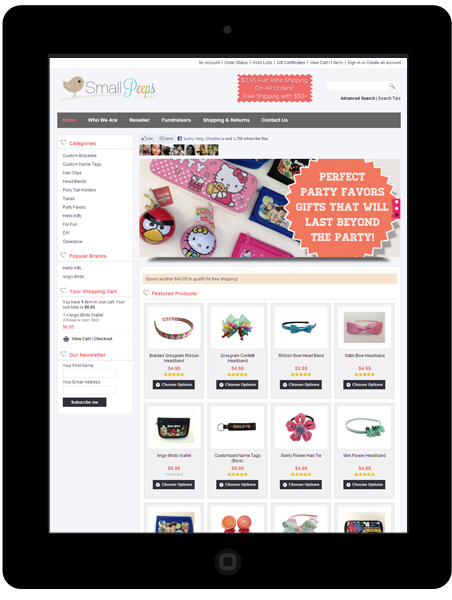 My Account | Order Status | Wish Lists | Gift Certificates | View Cart (1 item) | Sign in or Create an account
Small Peeps
$2.95 Flat Rate Shipping
On All Orders!
Free Shipping with $50+
Advanced Search | Search Tips
Home Who We Are Reseller Fundraisers Shipping & Returns Contact Us
Categories
Custom Bracelets
Custom Name Tags
Hair Clips
Head Bands
Pony Tail Holders
Tiaras
Party Favors
Hello Kitty
For Fun
DIY
Clearance
Popular Brands
Hello Kitty
Angry Birds
Your Shopping Cart
You have 1 item in your cart. Your
sub total is $6.95.
1 x Angry Birds Wallet
(Choose a color: Red)
$6.95
View Cart | Checkout
Our Newsletter
Your First Name:
Your Email Address:
Subscribe me
Like Send Sunny Yang, Christine Le and 1,756 others like this.
PERFECT
PARTY FAVORS
GIFTS THAT WILL
LAST BEYOND
THE PARTY!
Spend another $43.05 to qualify for free shipping!
Featured Products
Braided Grosgrain Ribbon
Headband
$4.95
Choose Options
Grosgrain Confetti
Headband
$4.95
Choose Options
Ribbon Bow Head Band
$3.95
Choose Options
Satin Bow Headband
$4.95
Choose Options
Angry Birds Wallet
$6.95
Choose Options
Customized Name Tags
(Boys)
$9.95
Choose Options
Swirly Flower Hair Tie
$4.95
Choose Options
Mini Flower Headband
$4.95
Choose Options